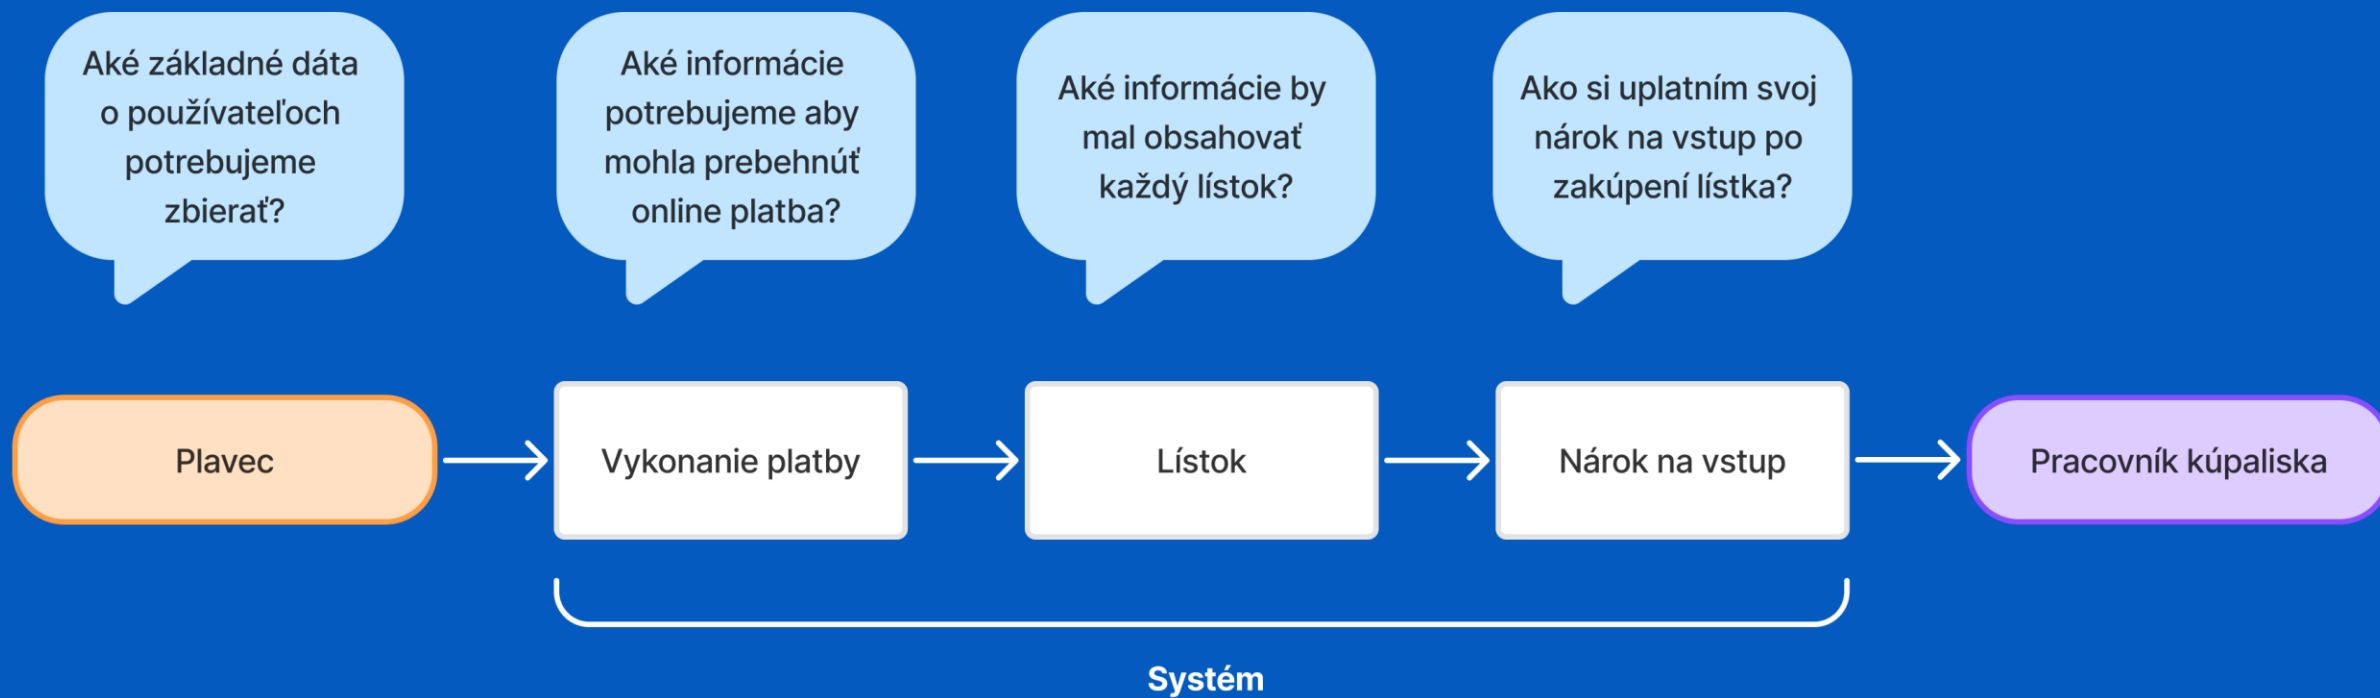 Aké základné dáta
o používateľoch
potrebujeme
zbierať?
Aké informácie
potrebujeme aby
mohla prebehnúť
online platba?
Aké informácie by
mal obsahovať
každý lístok?
Ako si uplatním svoj
nárok na vstup po
zakúpení lístka?
Plavec
Vykonanie platby
Lístok
Nárok na vstup
Pracovník kúpaliska
Systém